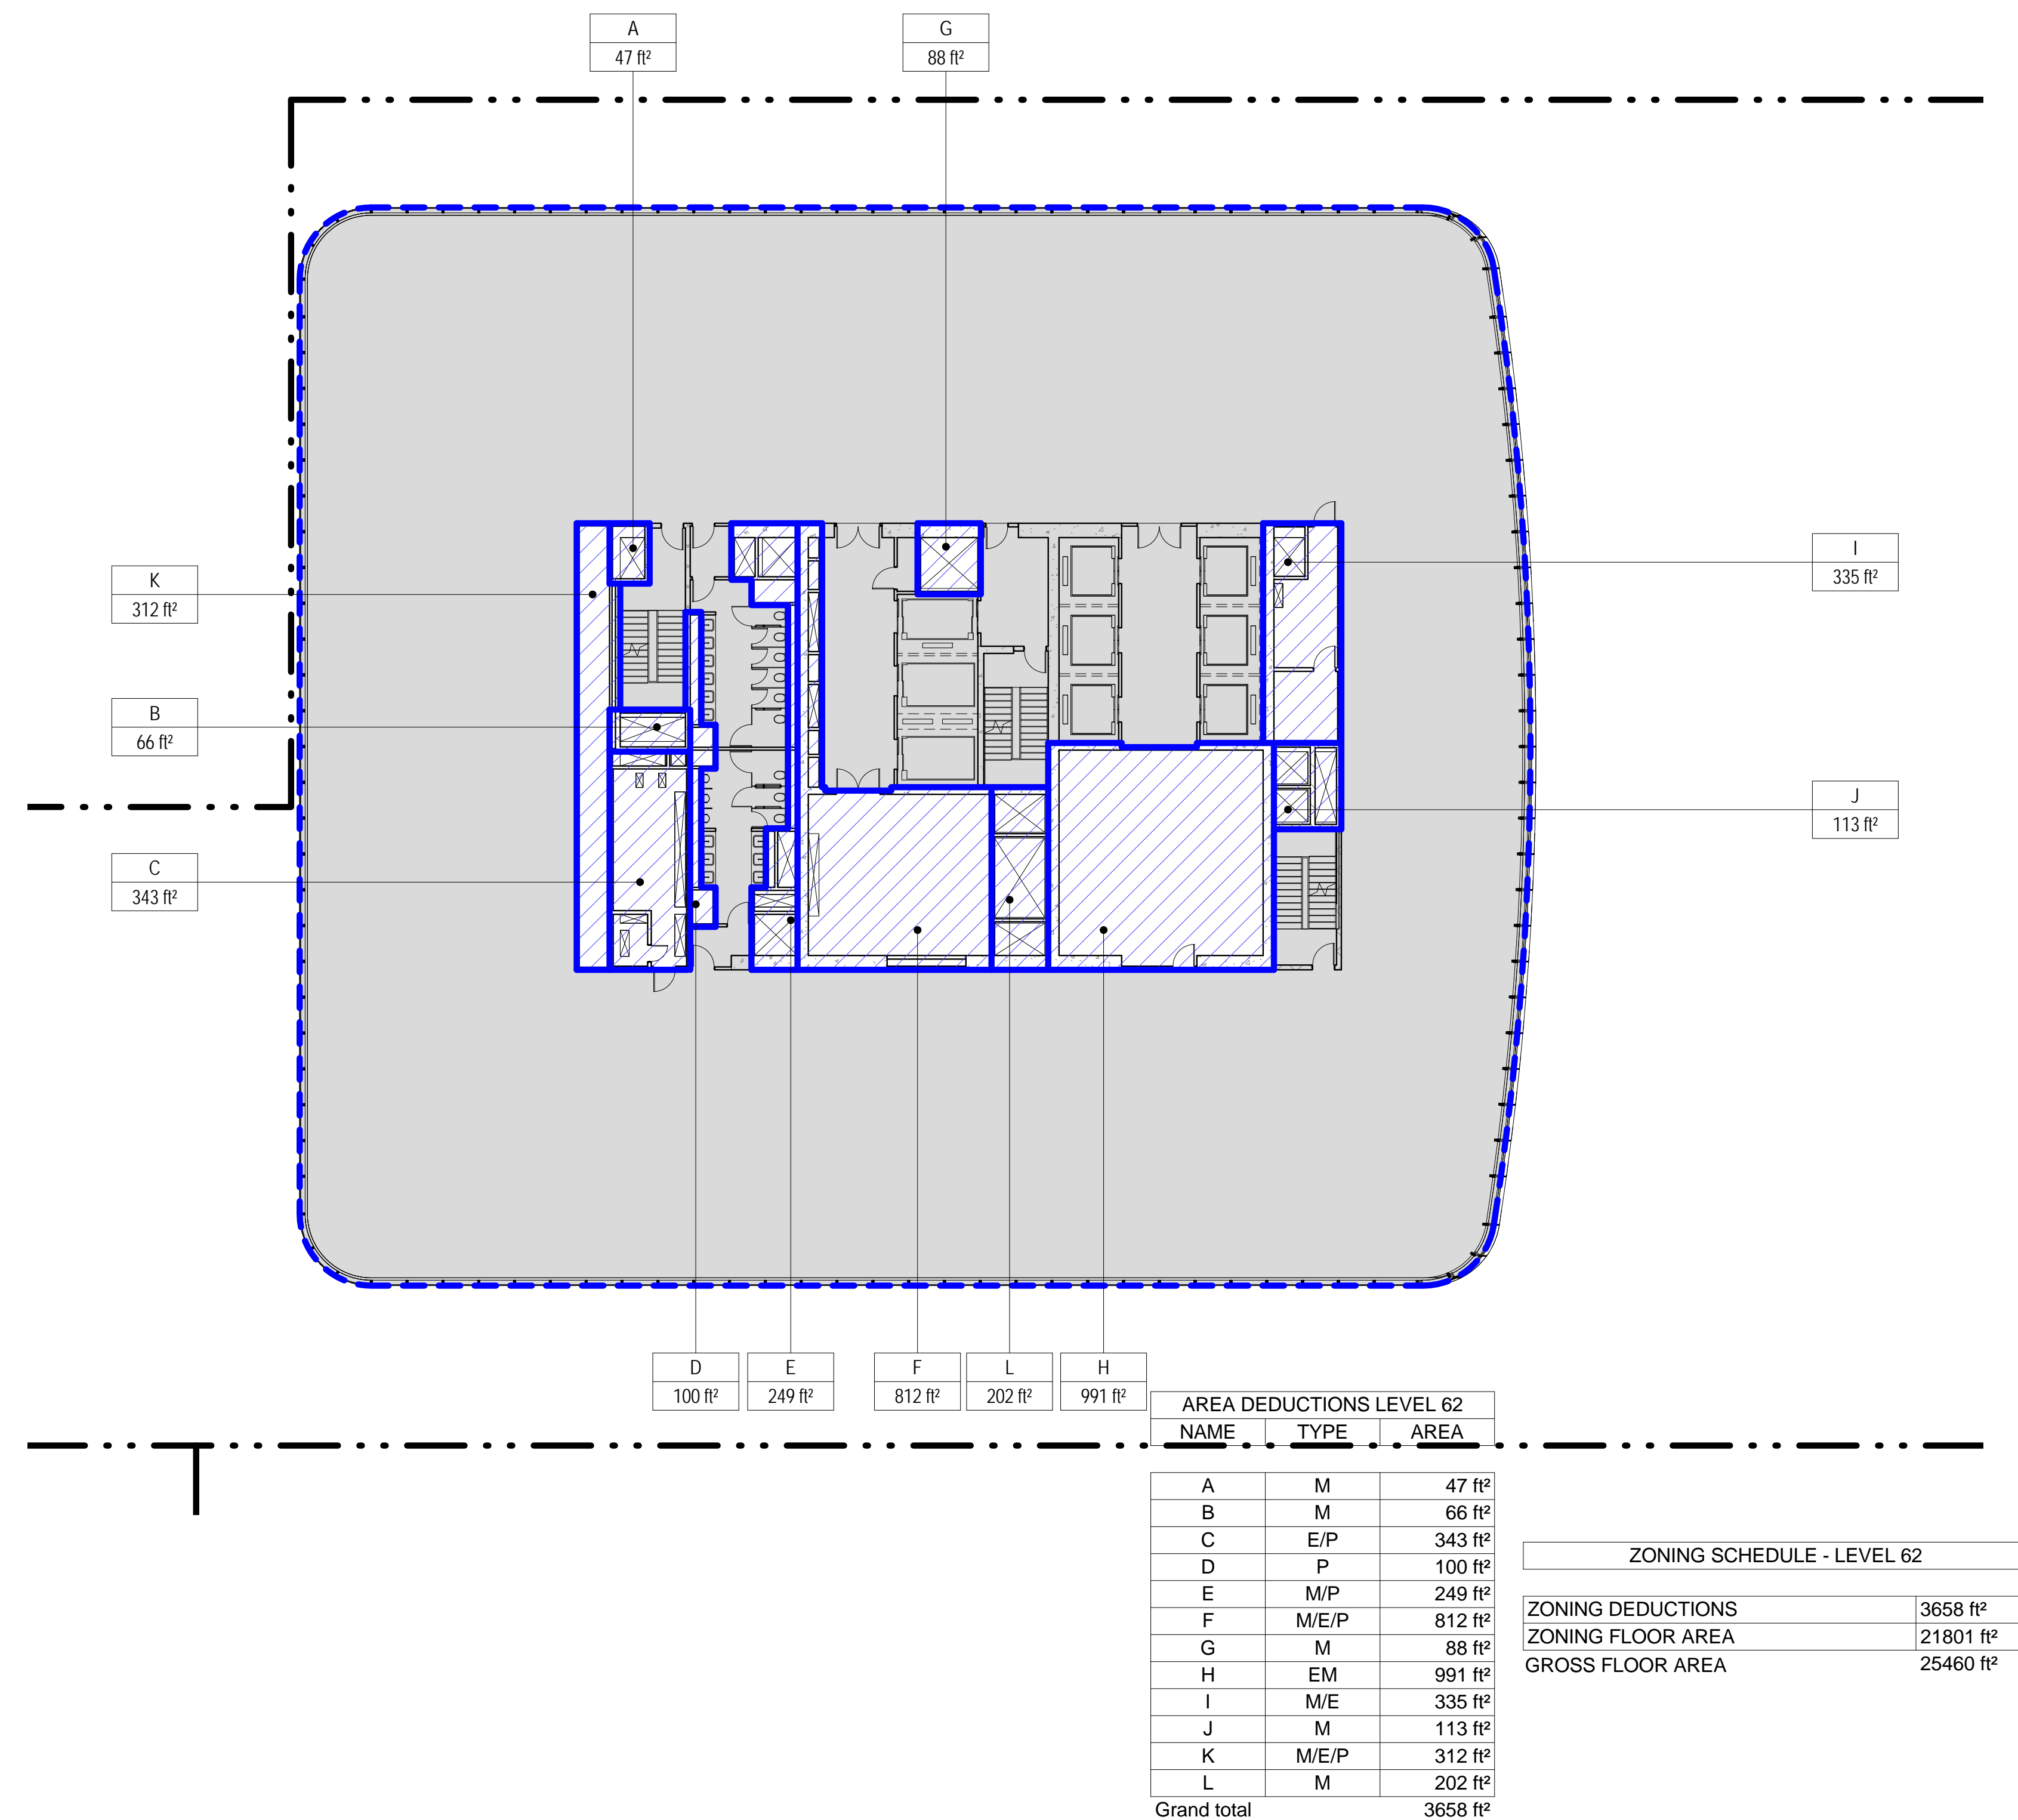 A
47 ft²
G
88 ft²
K
312 ft²
I
335 ft²
B
66 ft²
J
113 ft²
C
343 ft²
D
100 ft²
E
249 ft²
F
812 ft²
L
202 ft²
H
991 ft²
AREA DEDUCTIONS LEVEL 62
NAME TYPE AREA
A M 47 ft²
B M 66 ft²
C E/P 343 ft²
D P 100 ft²
E M/P 249 ft²
F M/E/P 812 ft²
G M 88 ft²
H EM 991 ft²
I M/E 335 ft²
J M 113 ft²
K M/E/P 312 ft²
L M 202 ft²
Grand total 3658 ft²
ZONING SCHEDULE - LEVEL 62
ZONING DEDUCTIONS 3658 ft²
ZONING FLOOR AREA 21801 ft²
GROSS FLOOR AREA 25460 ft²